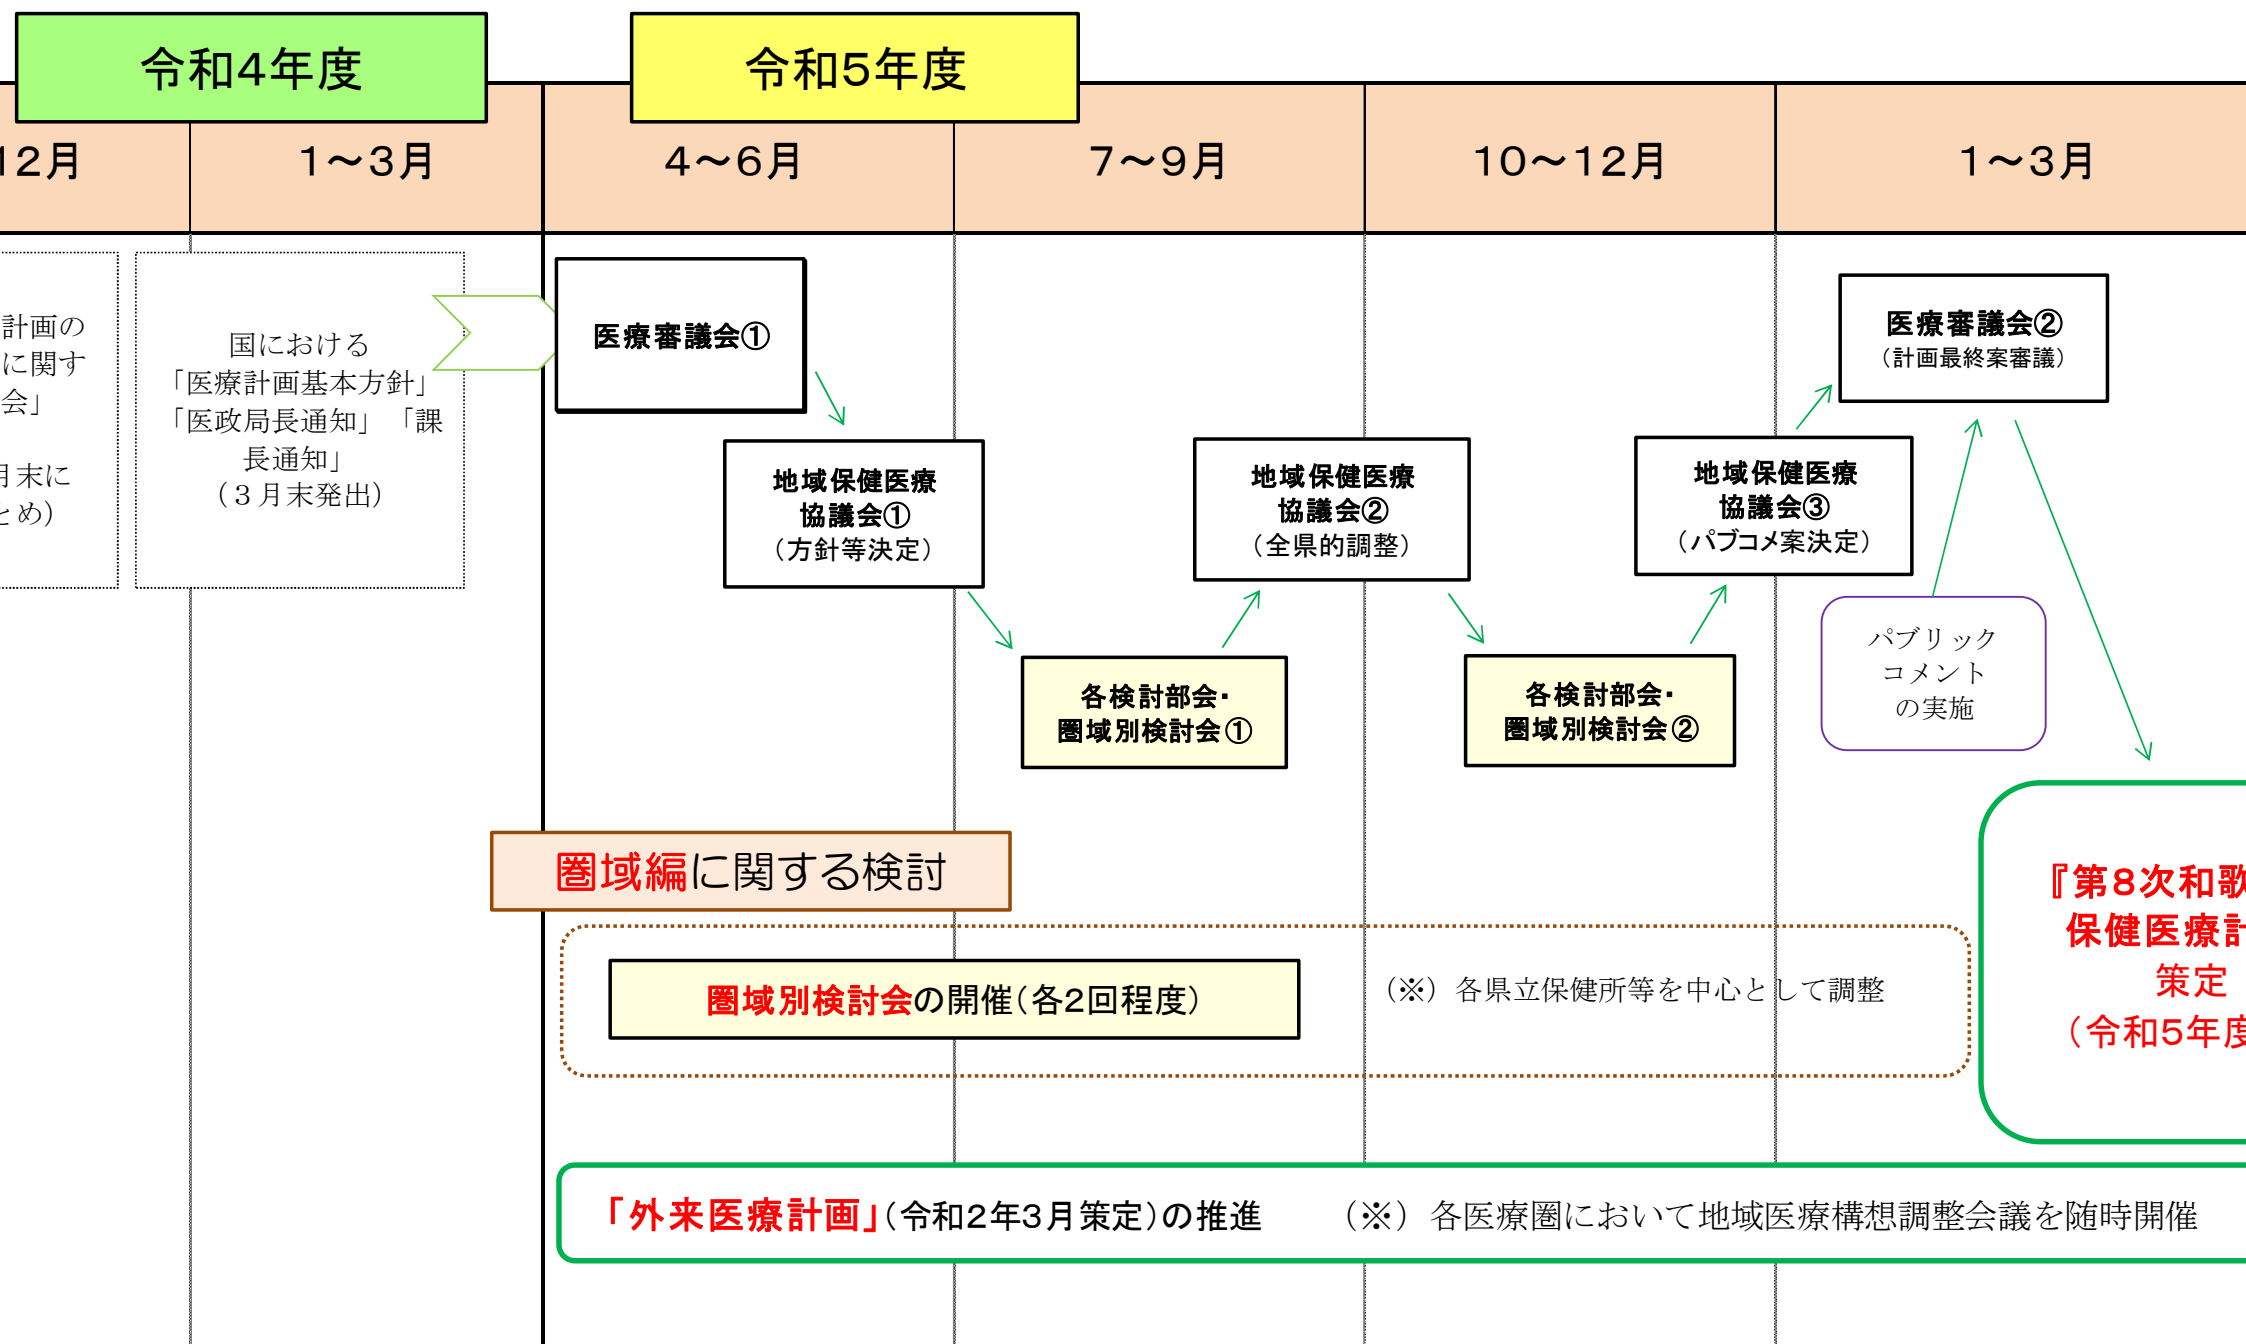 令和4年度
令和5年度
12月
1～3月
4～6月
7～9月
10～12月
1～3月
計画の
に関す
会」
月末に
とめ）
国における
「医療計画基本方針」
「医政局長通知」「課
長通知」
（３月末発出）
医療審議会①
医療審議会②
（計画最終案審議）
地域保健医療
協議会①
（方針等決定）
地域保健医療
協議会②
（全県的調整）
地域保健医療
協議会③
（パブコメ案決定）
各検討部会・
圏域別検討会①
各検討部会・
圏域別検討会②
パブリック
コメント
の実施
圏域編に関する検討
圏域別検討会の開催（各2回程度）
（※）各県立保健所等を中心として調整
『第8次和歌
保健医療計
策定
（令和5年度
「外来医療計画」（令和2年3月策定）の推進　（※）各医療圏において地域医療構想調整会議を随時開催